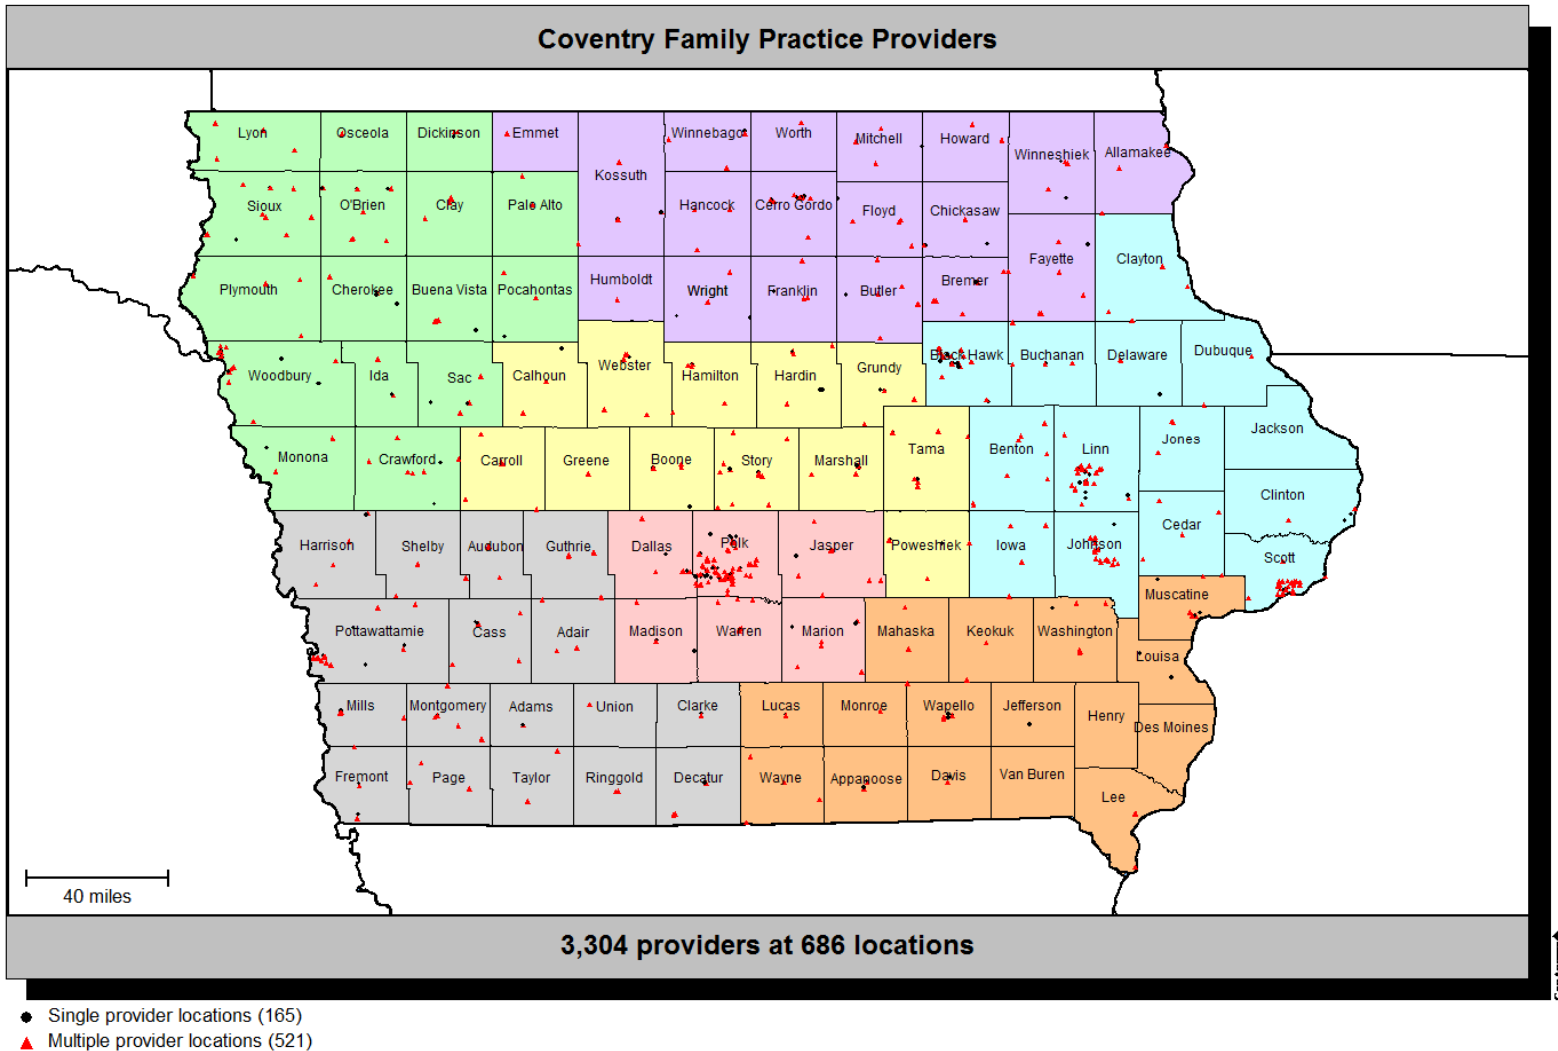 Coventry Family Practice Providers
Lyon Osceola Dickinson Emmet Winnebago Worth Mitchell Howard Winneshiek Allamakee
Kossuth
Sioux O'Brien Clay Palo Alto Hancock Cerro Gordo Floyd Chickasaw
Fayette Clayton
Plymouth Cherokee Buena Vista Pocahontas Humboldt Wright Franklin Butler Bremer
Woodbury Ida Sac Calhoun Webster Hamilton Hardin Grundy Black Hawk Buchanan Delaware Dubuque
Monona Crawford Carroll Greene Boone Story Marshall Tama Benton Linn Jones Jackson
Clinton
Harrison Shelby Audubon Guthrie Dallas Polk Jasper Poweshiek Iowa Johnson Cedar Scott
Muscatine
Pottawattamie Cass Adair Madison Warren Marion Mahaska Keokuk Washington Louisa
Mills Montgomery Adams Union Clarke Lucas Monroe Wapello Jefferson Henry Des Moines
Fremont Page Taylor Ringgold Decatur Wayne Appanoose Davis Van Buren Lee
40 miles
3,304 providers at 686 locations
Single provider locations (165)
Multiple provider locations (521)